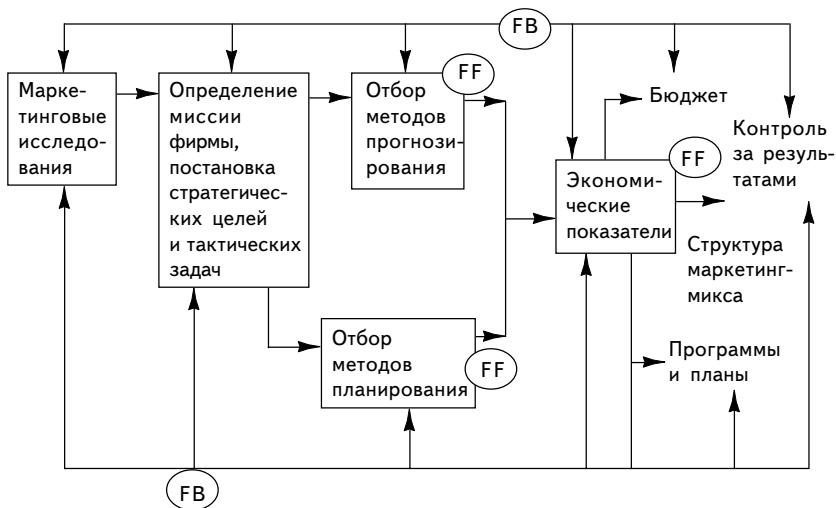 FB
Марке-
тинговые
исследо-
вания
Определение
миссии
фирмы,
постановка
стратегичес-
ких целей
и тактических
задач
Отбор
методов
прогнози-
рования
FF
Бюджет
Контроль
за резуль-
татами
FF
Экономи-
ческие
показатели
Структура
маркетинг-
микса
Отбор
методов
планирования
FF
Программы
и планы
FB